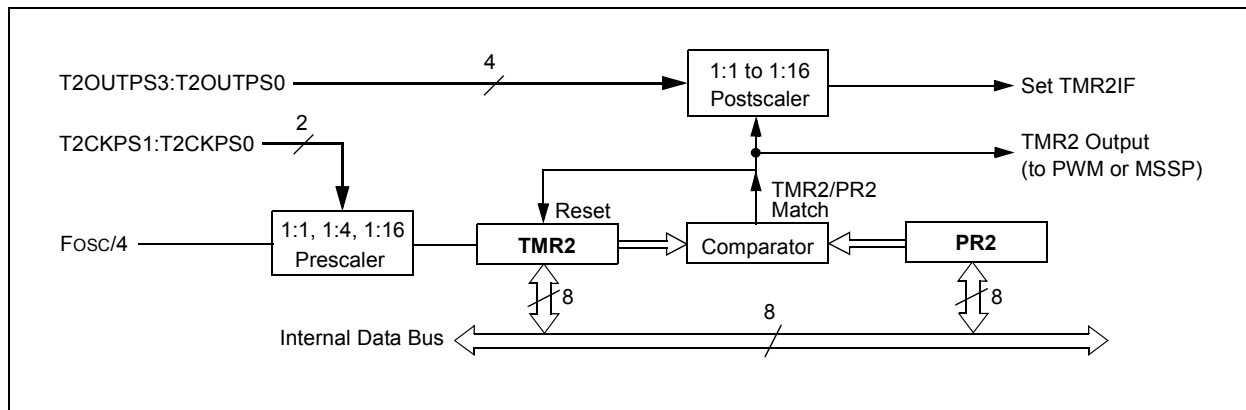 T2OUTPS3:T2OUTPS0
4
1:1 to 1:16
Postscaler
Set TMR2IF
T2CKPS1:T2CKPS0
2
TMR2 Output
(to PWM or MSSP)
TMR2/PR2
Match
Reset
FOSC/4
1:1, 1:4, 1:16
Prescaler
TMR2
Comparator
PR2
8
8
8
Internal Data Bus